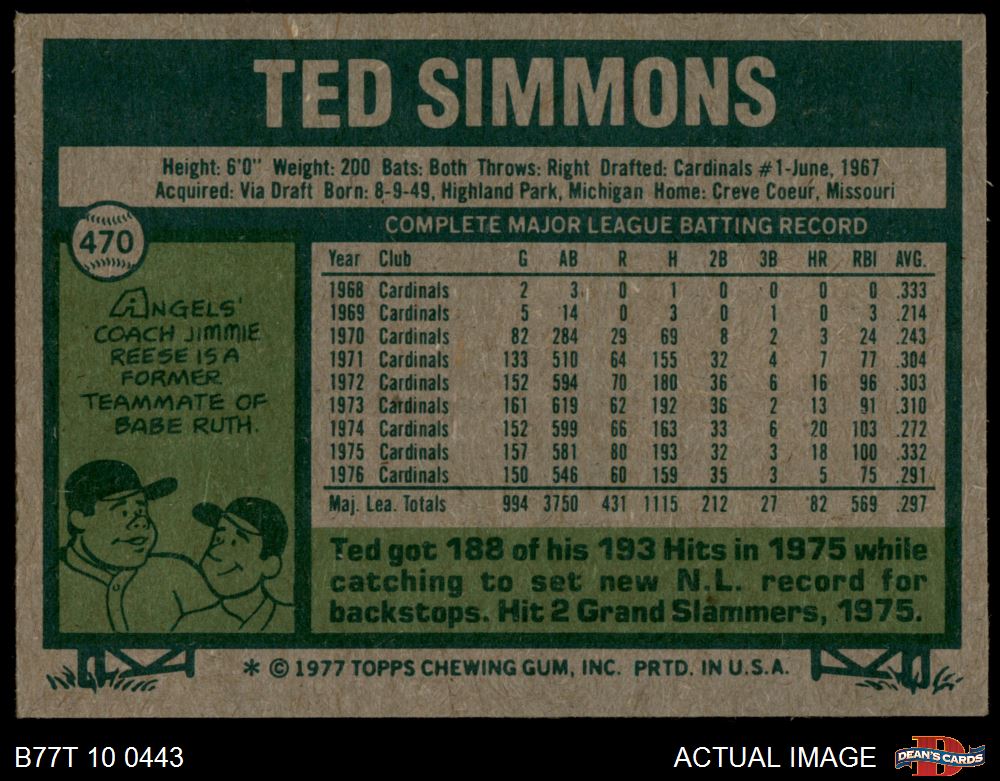 TED SIMMONS
Height: 6'0" Weight: 200 Bats: Both Throws: Right Drafted: Cardinals #1-June, 1967
Acquired: Via Draft Born: 8-9-49, Highland Park, Michigan Home: Creve Coeur, Missouri
470
COMPLETE MAJOR LEAGUE BATTING RECORD
Year Club G AB R H 2B 3B HR RBI AVG.
1968 Cardinals 2 3 0 1 0 0 0 0 .333
1969 Cardinals 5 14 0 3 0 1 0 3 .214
1970 Cardinals 82 284 29 69 8 2 3 24 .243
1971 Cardinals 133 510 64 155 32 4 7 77 .304
1972 Cardinals 152 594 70 180 36 6 16 96 .303
1973 Cardinals 161 619 62 192 36 2 13 91 .310
1974 Cardinals 152 599 66 163 33 6 20 103 .272
1975 Cardinals 157 581 80 193 32 3 18 100 .332
1976 Cardinals 150 546 60 159 35 3 5 75 .291
Maj. Lea. Totals 994 3750 431 1115 212 27 82 569 .297
ANGELS'
COACH JIMMIE
REESE IS A
FORMER
TEAMMATE OF
BABE RUTH.
Ted got 188 of his 193 Hits in 1975 while
catching to set new N.L. record for
backstops. Hit 2 Grand Slammers, 1975.
* © 1977 TOPPS CHEWING GUM, INC. PRTD. IN U.S.A.
B77T 10 0443
ACTUAL IMAGE
D
DEAN'S CARDS